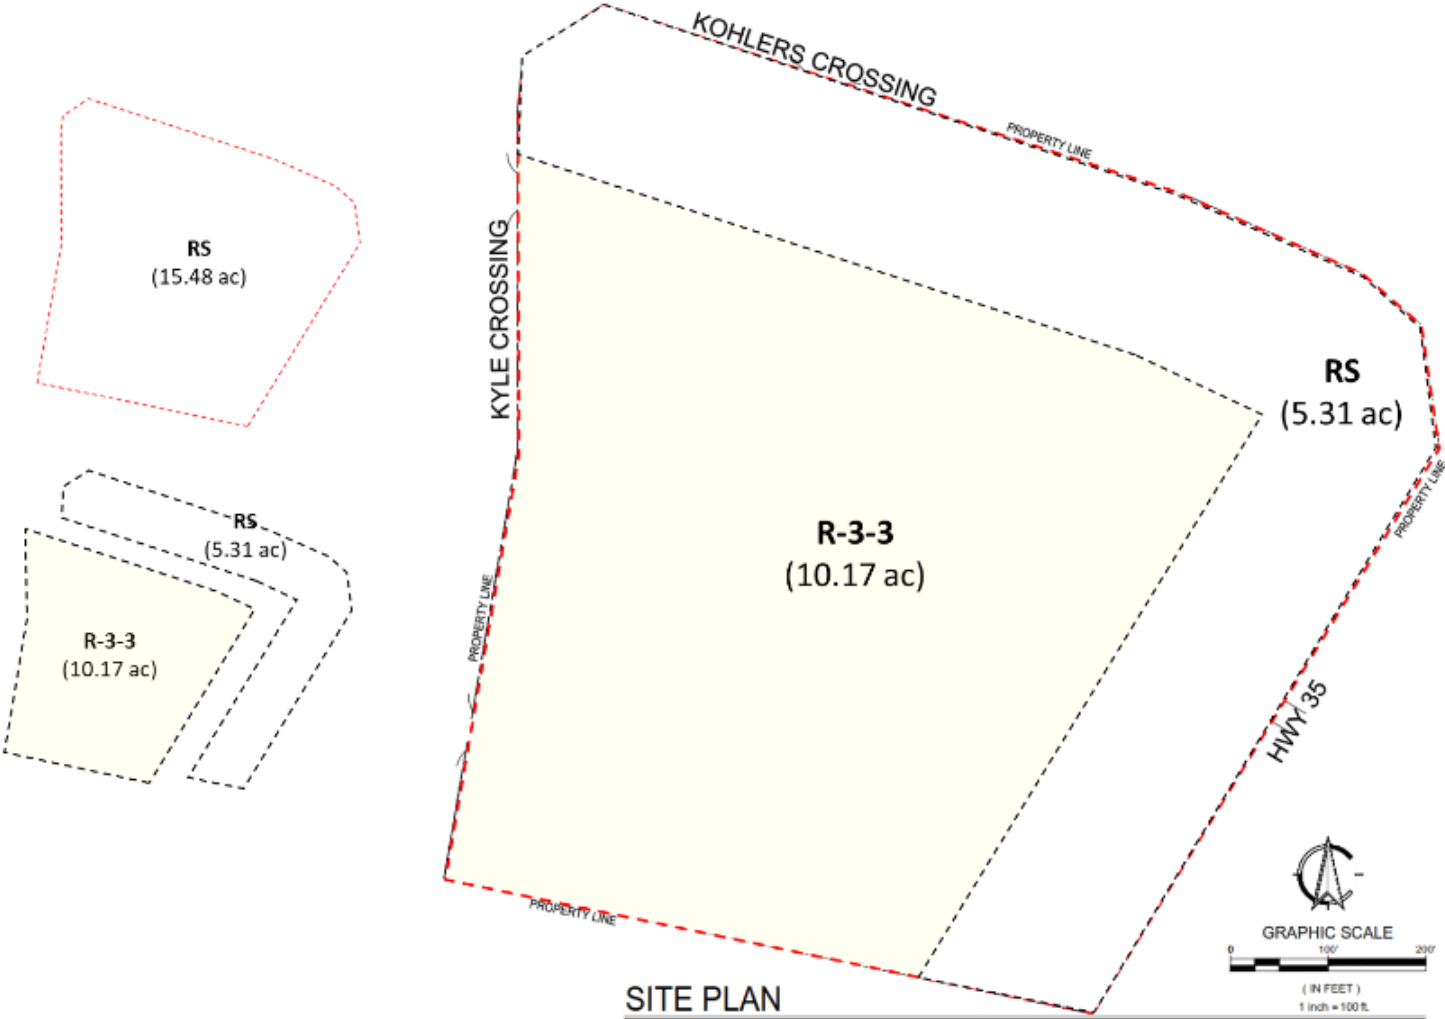 KOHLERS CROSSING
PROPERTY LINE
RS
(15.48 ac)
KYLE CROSSING
RS
(5.31 ac)
PROPERTY LINE
RS
(5.31 ac)
R-3-3
(10.17 ac)
R-3-3
(10.17 ac)
PROPERTY LINE
HWY 35
PROPERTY LINE
GRAPHIC SCALE
0 100' 200'
( IN FEET )
1 inch = 100 ft.
SITE PLAN